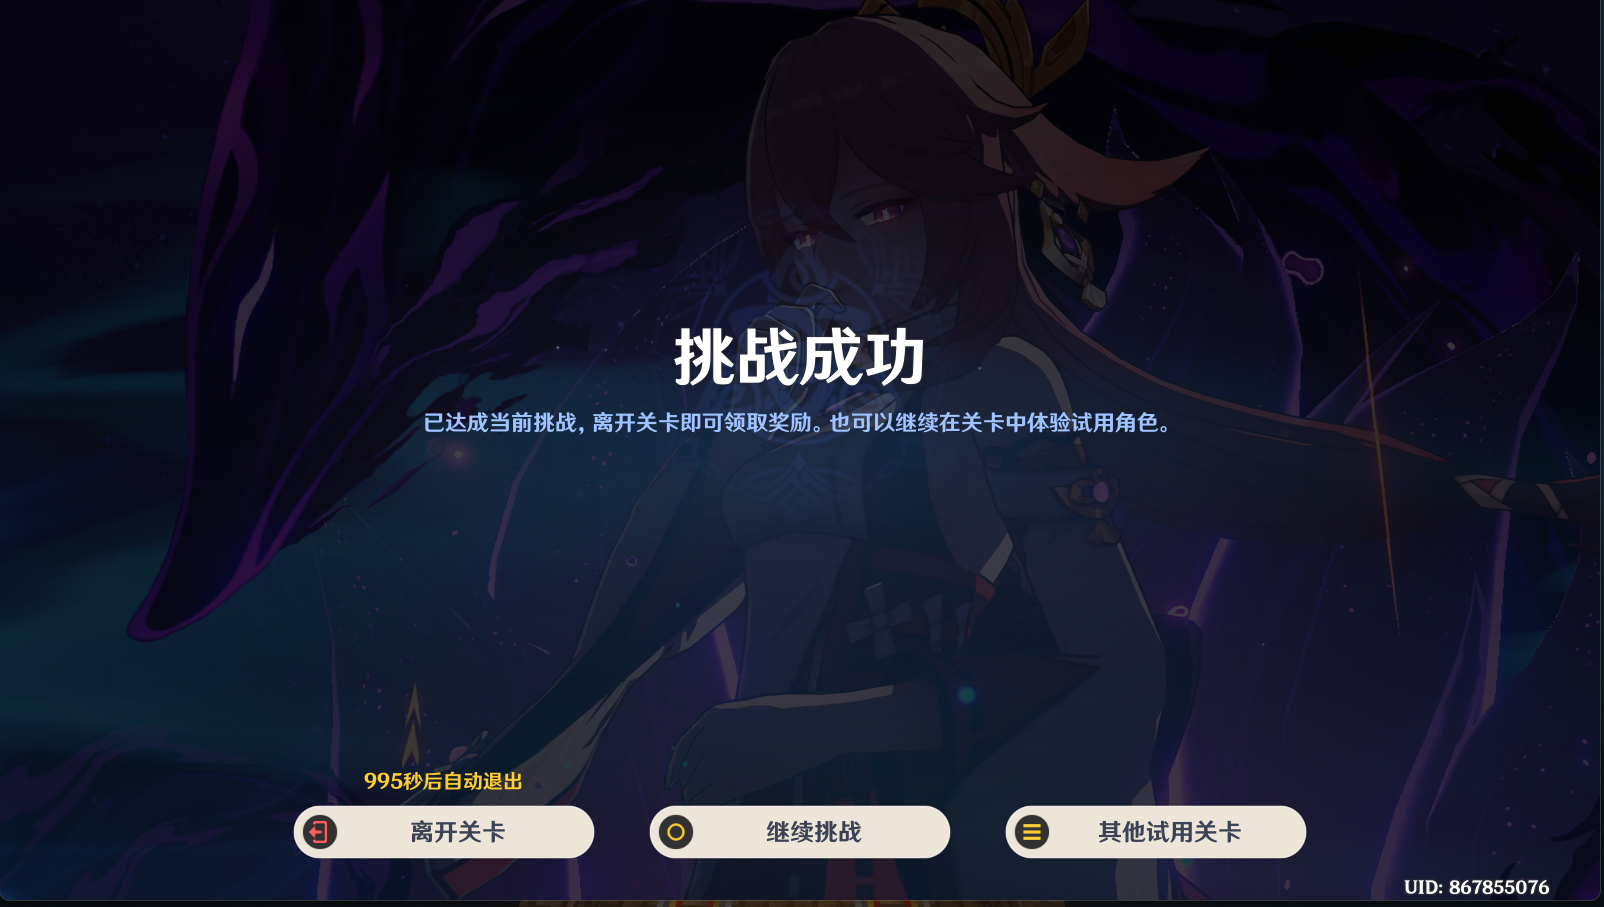 挑战成功
已达成当前挑战，离开关卡即可领取奖励。也可以继续在关卡中体验试用角色。
995秒后自动退出
离开关卡
继续挑战
其他试用关卡
UID: 867855076